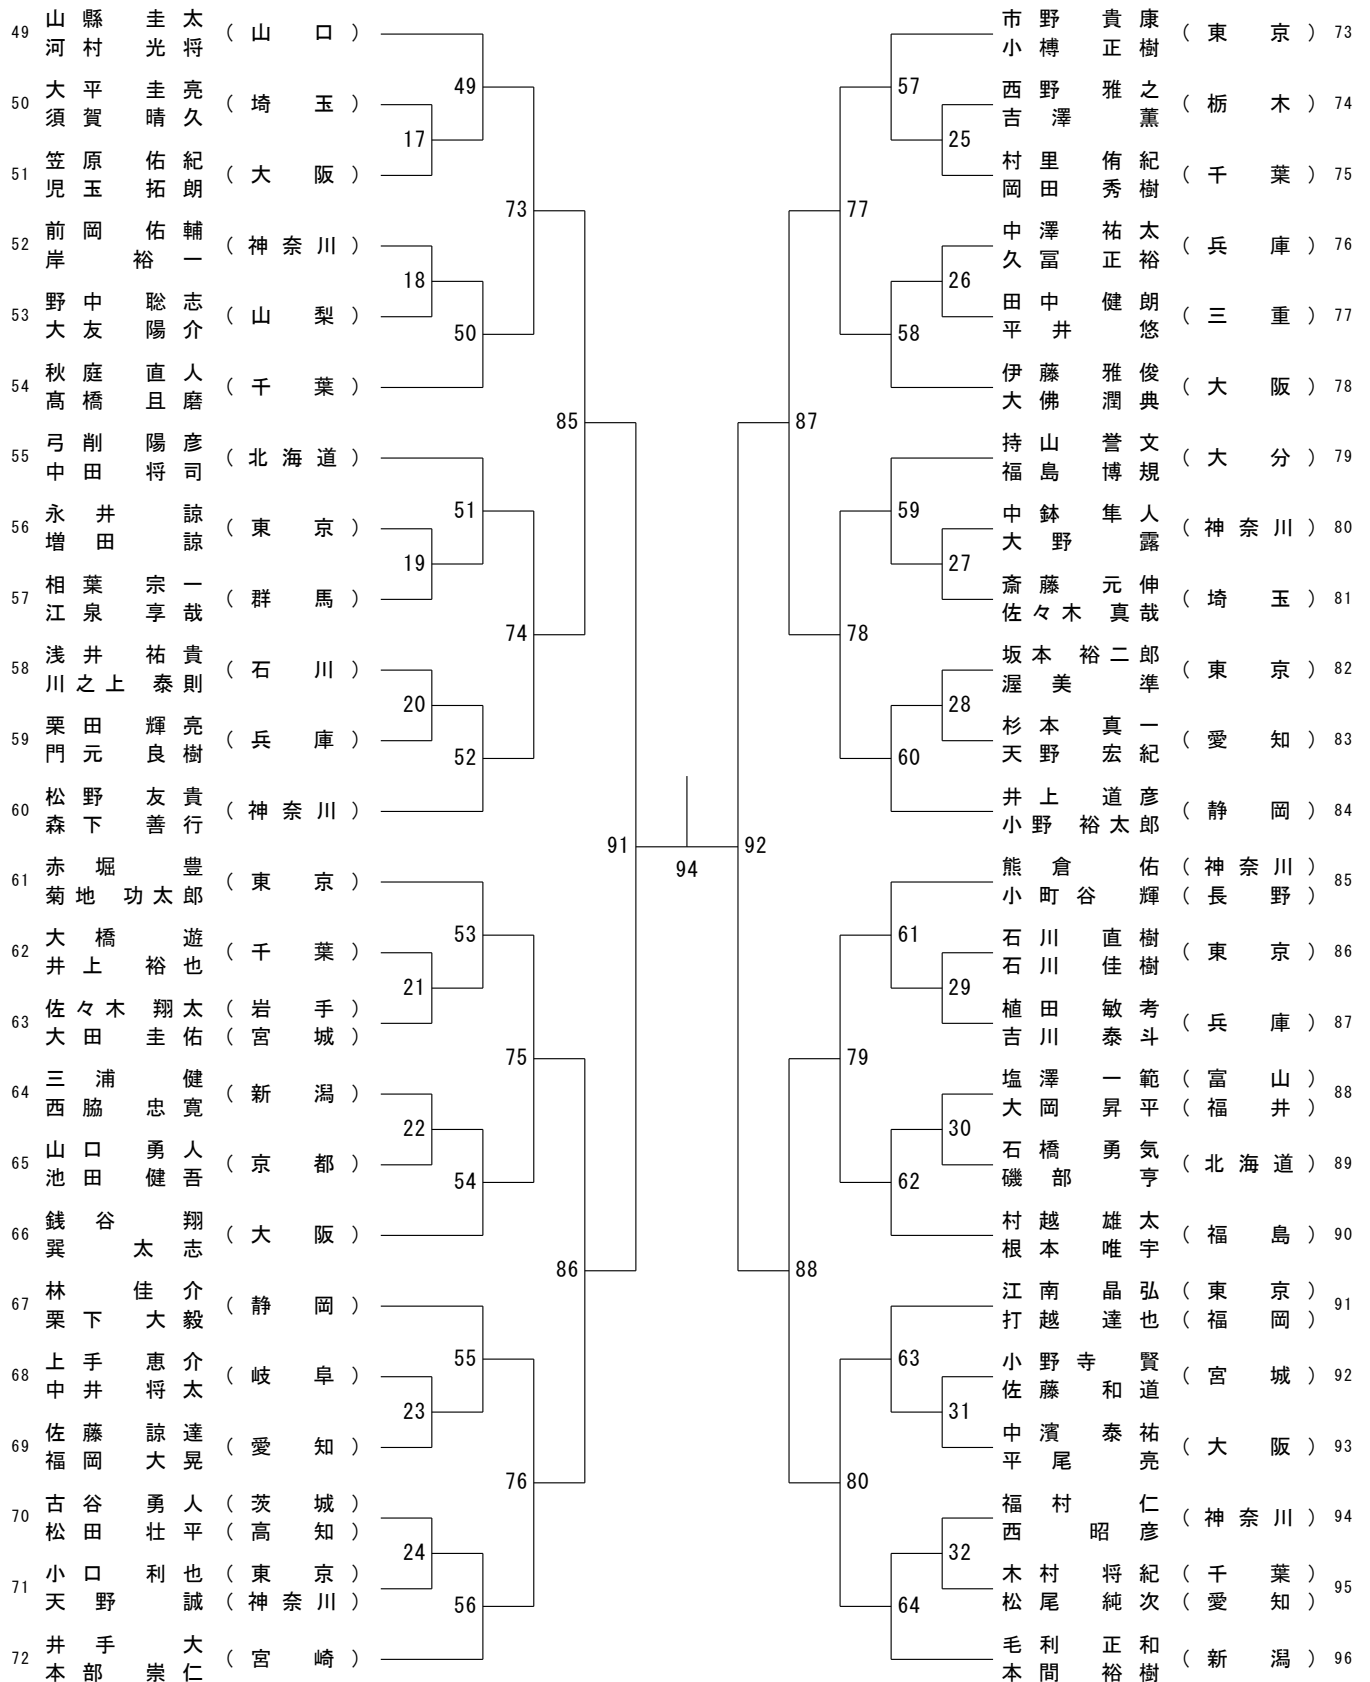 49 山縣 圭太 (山口)
河村 光将
50 大平 圭亮 (埼玉)
須賀 晴久
51 笠原 佑紀 (大阪)
児玉 拓朗
52 前岡 佑輔 (神奈川)
岸 裕一
53 野中 聡志 (山梨)
大友 陽介
54 秋庭 直人 (千葉)
髙橋 且磨
55 弓削 陽彦 (北海道)
中田 将司
56 永井 諒 (東京)
増田 諒
57 相葉 宗一 (群馬)
江泉 享哉
58 浅井 祐貴 (石川)
川之上 泰則
59 栗田 輝亮 (兵庫)
門元 良樹
60 松野 友貴 (神奈川)
森下 善行
61 赤堀 豊 (東京)
菊地 功太郎
62 大橋 遊 (千葉)
井上 裕也
63 佐々木 翔太 (岩手)
大田 圭佑 (宮城)
64 三浦 健 (新潟)
西脇 忠寛
65 山口 勇人 (京都)
池田 健吾
66 銭谷 翔 (大阪)
巽 太志
67 林 佳介 (静岡)
栗下 大毅
68 上手 恵介 (岐阜)
中井 将太
69 佐藤 諒達 (愛知)
福岡 大晃
70 古谷 勇人 (茨城)
松田 壮平 (高知)
71 小口 利也 (東京)
天野 誠 (神奈川)
72 井手 大 (宮崎)
本部 崇仁
17
18
19
20
21
22
23
24
49
50
51
52
53
54
55
56
73
74
75
76
85
86
91
94
92
87
88
77
78
79
80
57
58
59
60
61
62
63
64
25
26
27
28
29
30
31
32
市野 貴康 (東京) 73
小榑 正樹
西野 雅之 (栃木) 74
吉澤 薫
村里 侑紀 (千葉) 75
岡田 秀樹
中澤 祐太 (兵庫) 76
久冨 正裕
田中 健朗 (三重) 77
平井 悠
伊藤 雅俊 (大阪) 78
大佛 潤典
持山 誉文 (大分) 79
福島 博規
中鉢 隼人 (神奈川) 80
大野 露
斎藤 元伸 (埼玉) 81
佐々木 真哉
坂本 裕二郎 (東京) 82
渥美 準
杉本 真一 (愛知) 83
天野 宏紀
井上 道彦 (静岡) 84
小野 裕太郎
熊倉 佑 (神奈川) 85
小町谷 輝 (長野)
石川 直樹 (東京) 86
石川 佳樹
植田 敏考 (兵庫) 87
吉川 泰斗
塩澤 一範 (富山) 88
大岡 昇平 (福井)
石橋 勇気 (北海道) 89
磯部 亨
村越 雄太 (福島) 90
根本 唯宇
江南 晶弘 (東京) 91
打越 達也 (福岡)
小野寺 賢 (宮城) 92
佐藤 和道
中濱 泰祐 (大阪) 93
平尾 亮
福村 仁 (神奈川) 94
西 昭彦
木村 将紀 (千葉) 95
松尾 純次 (愛知)
毛利 正和 (新潟) 96
本間 裕樹